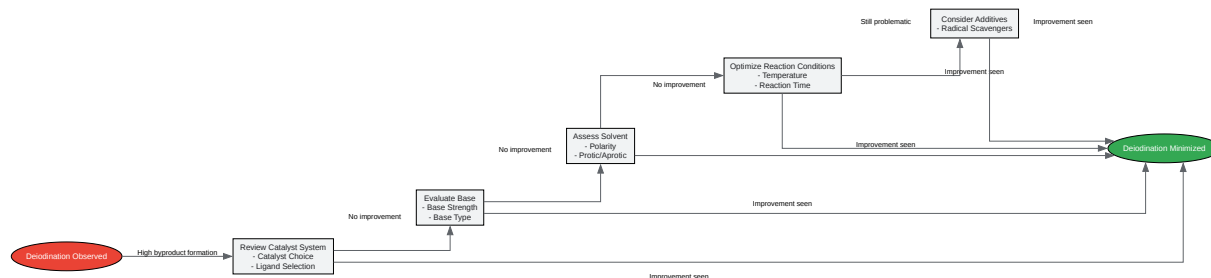 Deiodination Observed
High byproduct formation
Review Catalyst System
- Catalyst Choice
- Ligand Selection
No improvement
Improvement seen
Evaluate Base
- Base Strength
- Base Type
No improvement
Improvement seen
Assess Solvent
- Polarity
- Protic/Aprotic
No improvement
Improvement seen
Optimize Reaction Conditions
- Temperature
- Reaction Time
Still problematic
Improvement seen
Consider Additives
- Radical Scavengers
Improvement seen
Deiodination Minimized